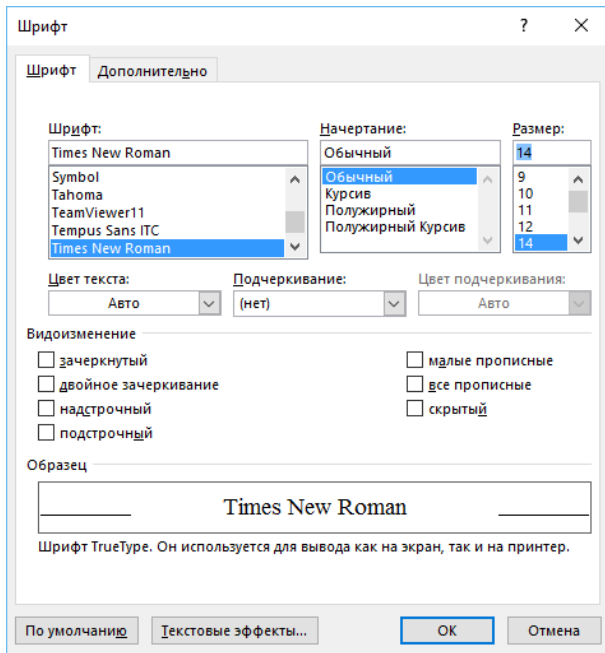 Шрифт
?
Шрифт Дополнительно
Шрифт: Начертание: Размер:
Times New Roman Обычный 14
Symbol Обычный 9
Tahoma Курсив 10
TeamViewer11 Полужирный 11
Tempus Sans ITC Полужирный Курсив 12
Times New Roman 14
Цвет текста: Подчеркивание: Цвет подчеркивания:
Авто (нет) Авто
Видоизменение
зачеркнутый малые прописные
двойное зачеркивание все прописные
надстрочный скрытый
подстрочный
Образец
Times New Roman
Шрифт TrueType. Он используется для вывода как на экран, так и на принтер.
По умолчанию Текстовые эффекты... ОК Отмена